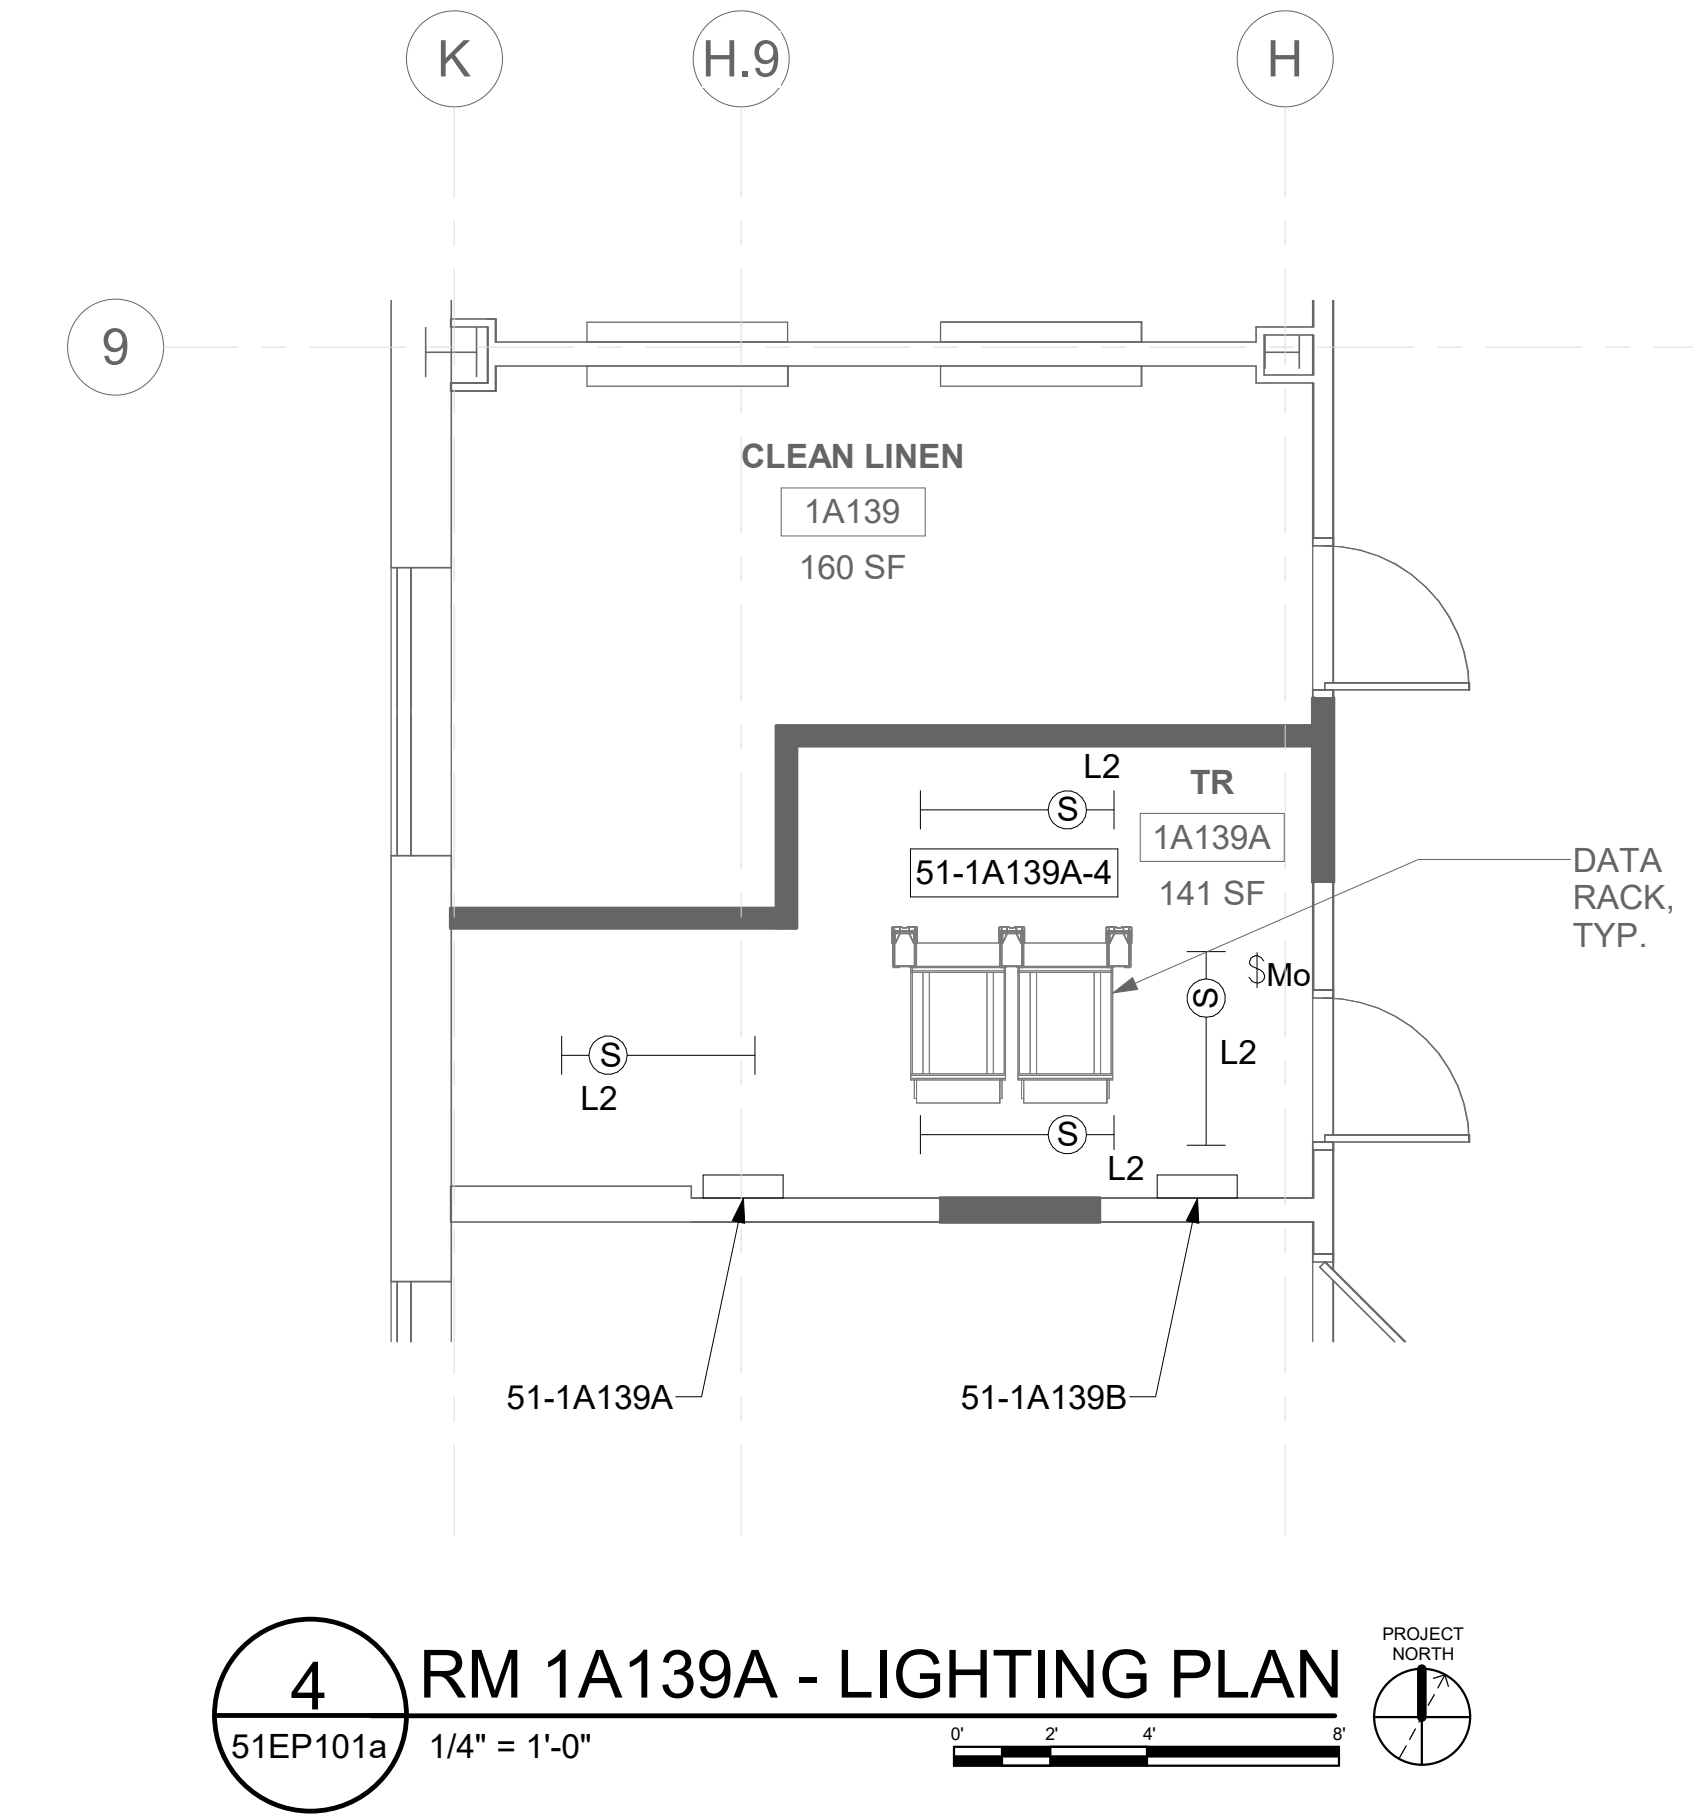 K
H.9
H
9
CLEAN LINEN
1A139
160 SF
L2
TR
S
1A139A
51-1A139A-4
141 SF
DATA
RACK,
TYP.
$Mo
S
S
L2
L2
S
L2
51-1A139A
51-1A139B
4
51EP101a
RM 1A139A - LIGHTING PLAN
1/4" = 1'-0"
0' 2' 4' 8'
PROJECT
NORTH